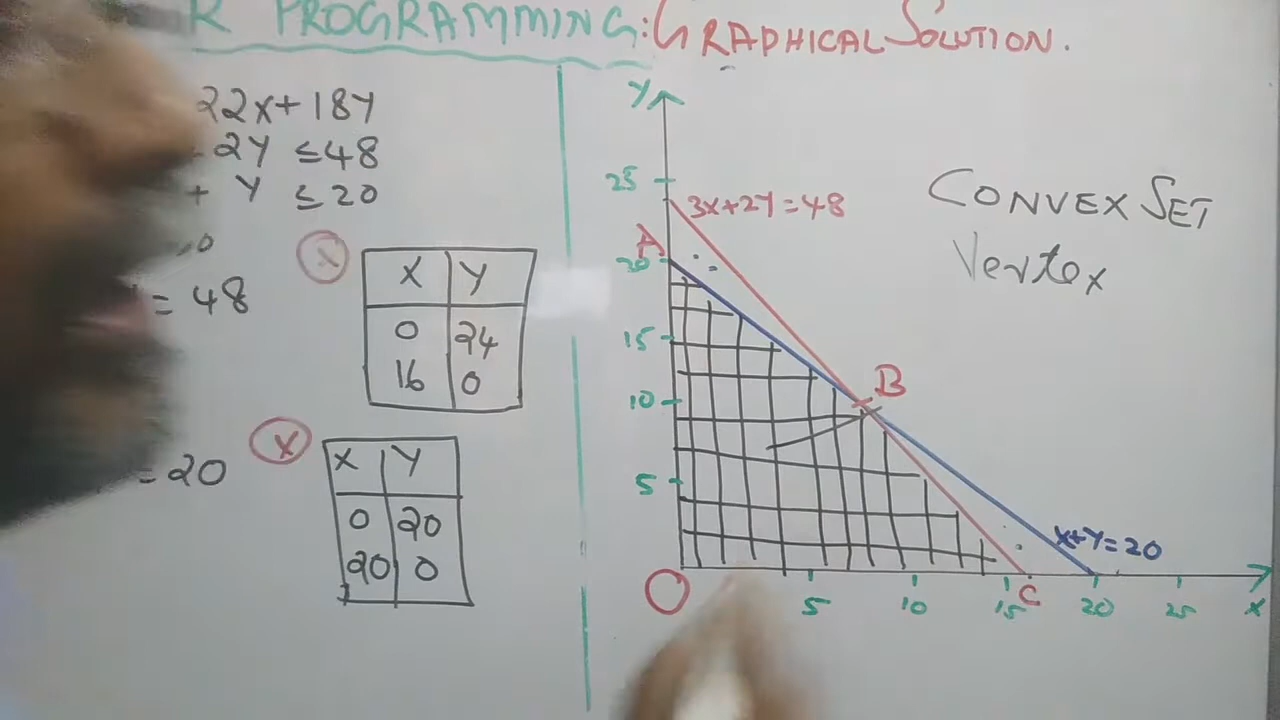 R PROGRAMMING: GRAPHICAL SOLUTION.
22X + 18Y
2Y ≤ 48
+ Y ≤ 20
= 48
X
X Y
0 24
16 0
= 20
X
X Y
0 20
20 0
Y
25
20
15
10
5
5 10 15 20 25
X
A
B
C
O
3X+2Y=48
X+Y=20
CONVEX SET
Vertex